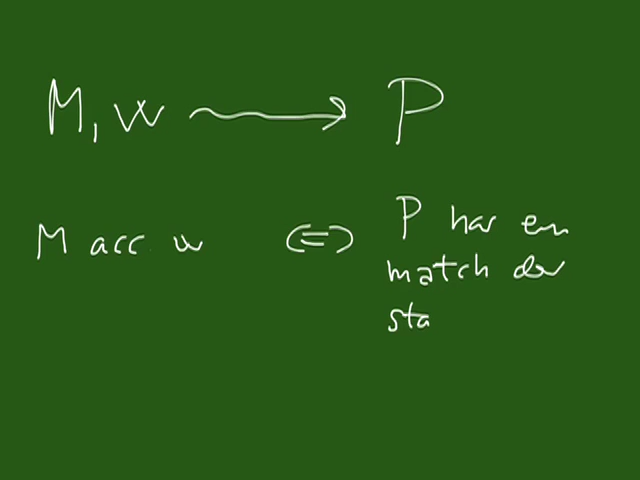 M, w ⟿ P
M acc w ⟺ P har en
match der
sta